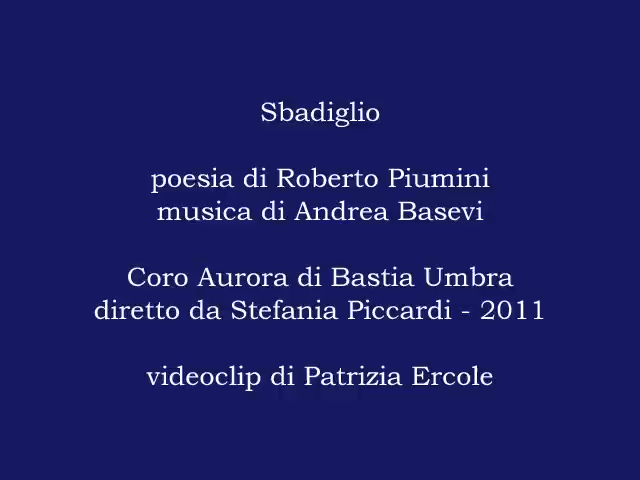 Sbadiglio
poesia di Roberto Piumini
musica di Andrea Basevi
Coro Aurora di Bastia Umbra
diretto da Stefania Piccardi - 2011
videoclip di Patrizia Ercole